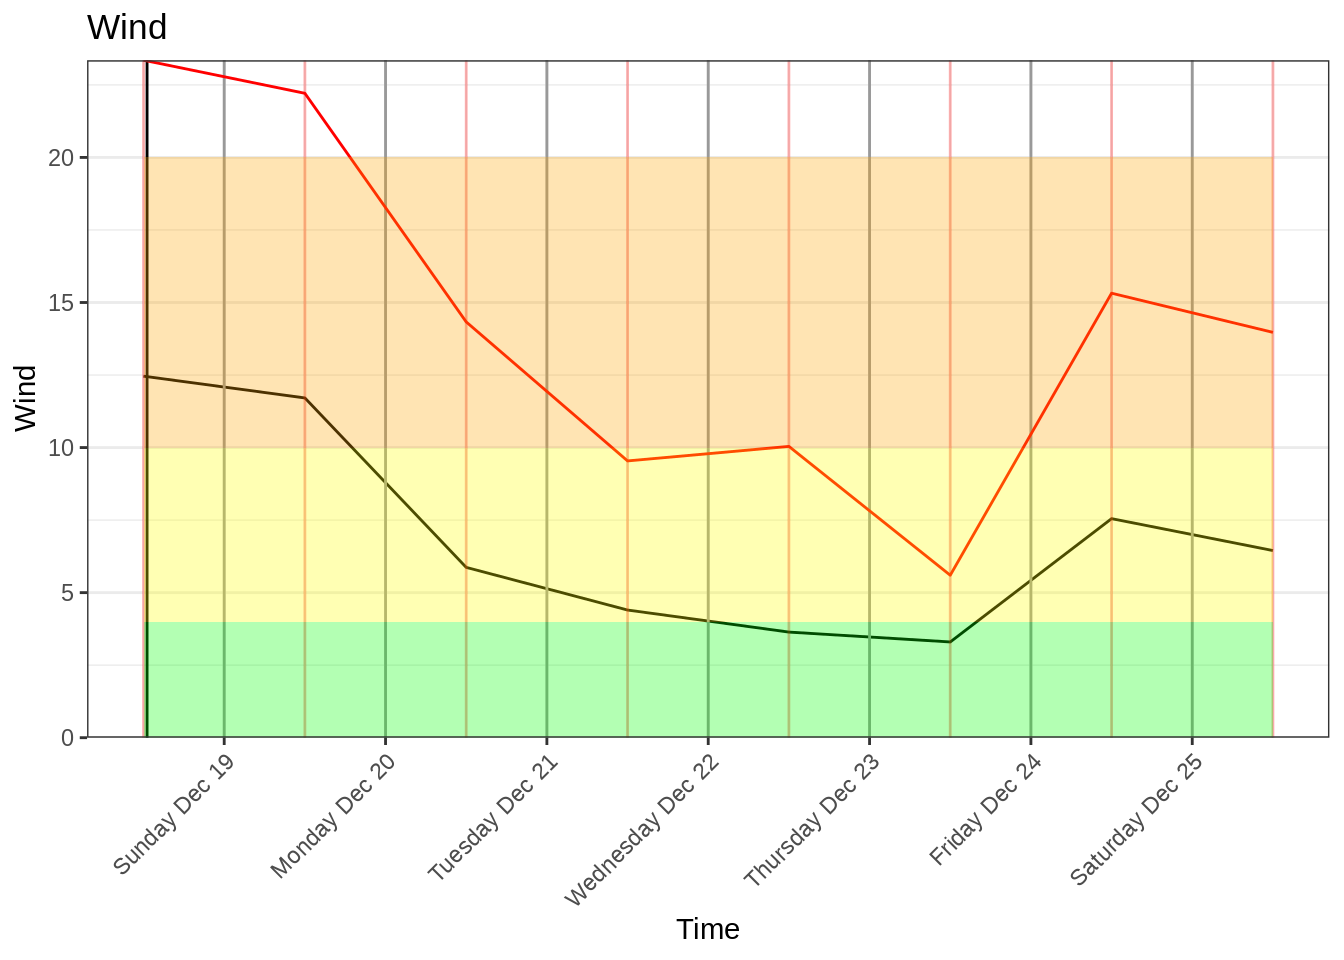 Wind
20
15
10
5
0
Wind
Sunday Dec 19
Monday Dec 20
Tuesday Dec 21
Wednesday Dec 22
Thursday Dec 23
Friday Dec 24
Saturday Dec 25
Time